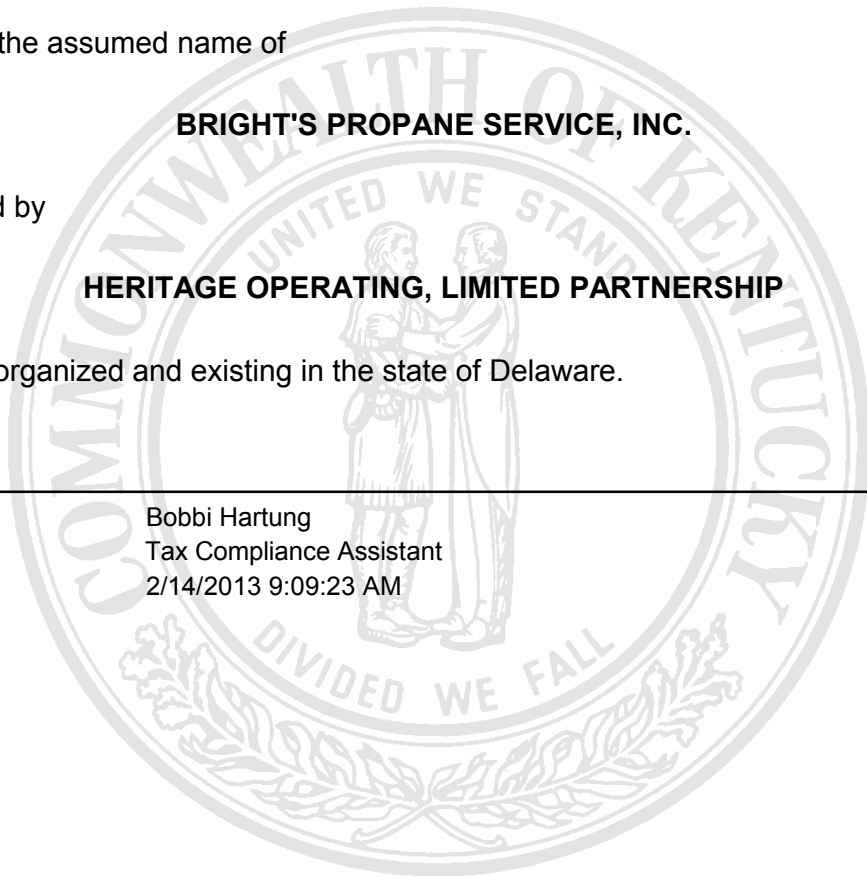 the assumed name of
BRIGHT'S PROPANE SERVICE, INC.
d by
HERITAGE OPERATING, LIMITED PARTNERSHIP
organized and existing in the state of Delaware.
Bobbi Hartung
Tax Compliance Assistant
2/14/2013 9:09:23 AM
COMMONWEALTH OF KENTUCKY
UNITED WE STAND
DIVIDED WE FALL